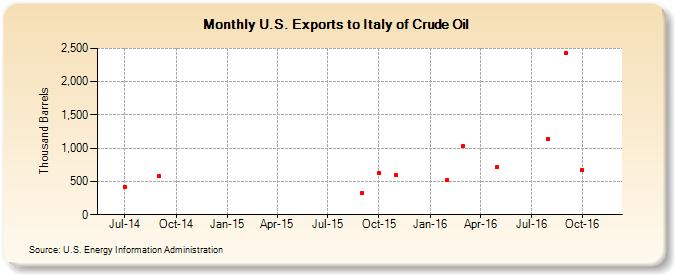 Monthly U.S. Exports to Italy of Crude Oil
Thousand Barrels
2,500
2,000
1,500
1,000
500
0
Jul-14 Oct-14 Jan-15 Apr-15 Jul-15 Oct-15 Jan-16 Apr-16 Jul-16 Oct-16
Source: U.S. Energy Information Administration